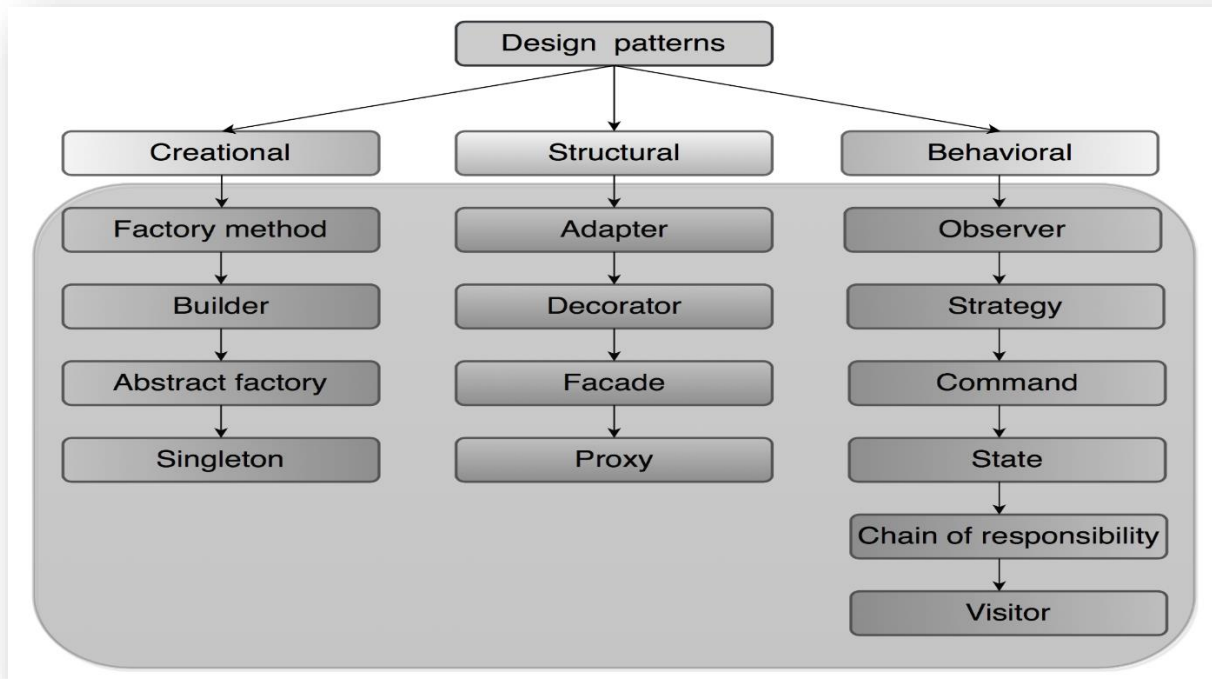 Design patterns
Creational
Structural
Behavioral
Factory method
Adapter
Observer
Builder
Decorator
Strategy
Abstract factory
Facade
Command
Singleton
Proxy
State
Chain of responsibility
Visitor